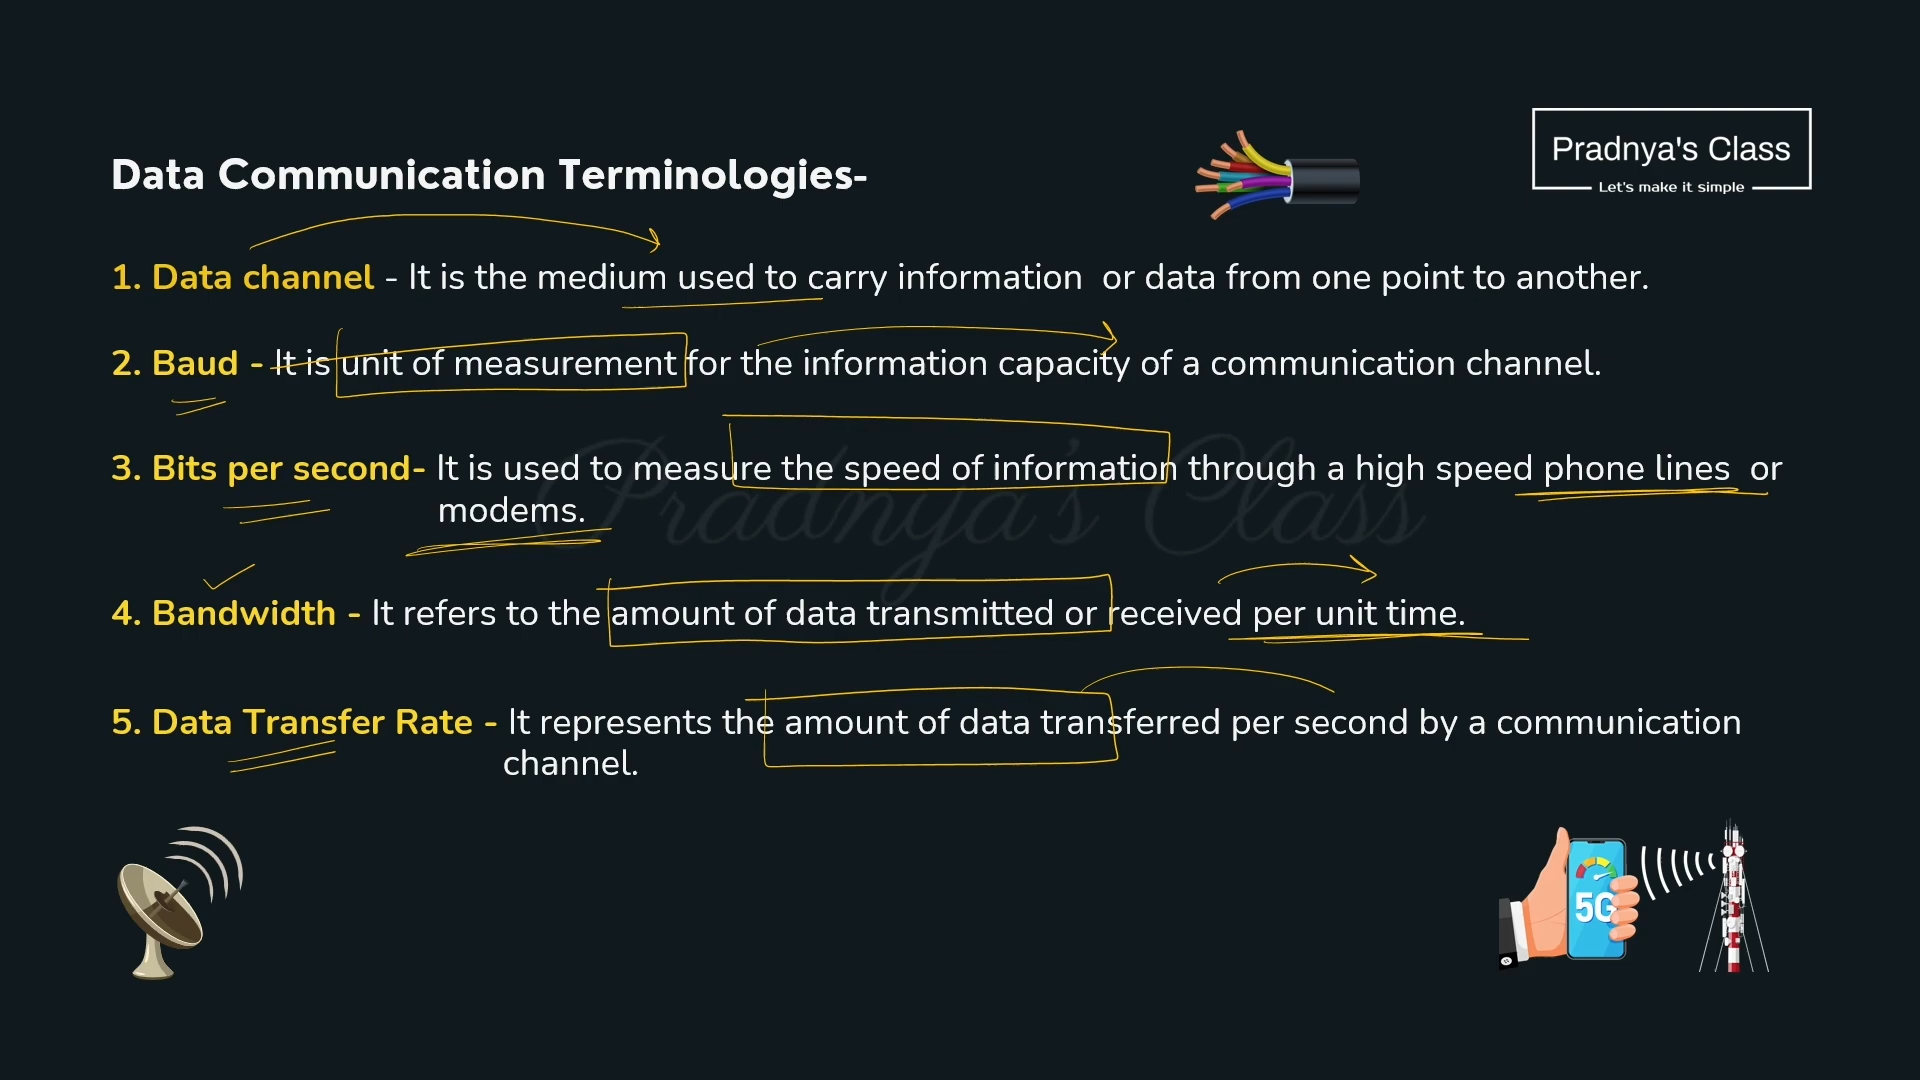 Pradnya's Class
Let's make it simple
Data Communication Terminologies-
1. Data channel - It is the medium used to carry information or data from one point to another.
2. Baud - It is unit of measurement for the information capacity of a communication channel.
3. Bits per second- It is used to measure the speed of information through a high speed phone lines or
modems.
Pradnya's Class
4. Bandwidth - It refers to the amount of data transmitted or received per unit time.
5. Data Transfer Rate - It represents the amount of data transferred per second by a communication
channel.
5G